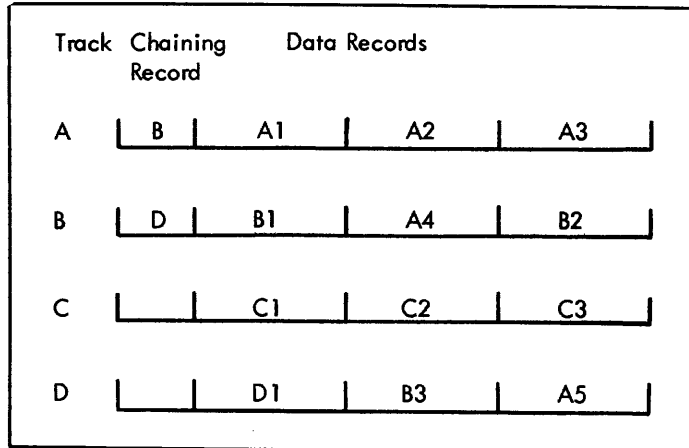 Track Chaining Record Data Records
A B A1 A2 A3
B D B1 A4 B2
C C1 C2 C3
D D1 B3 A5